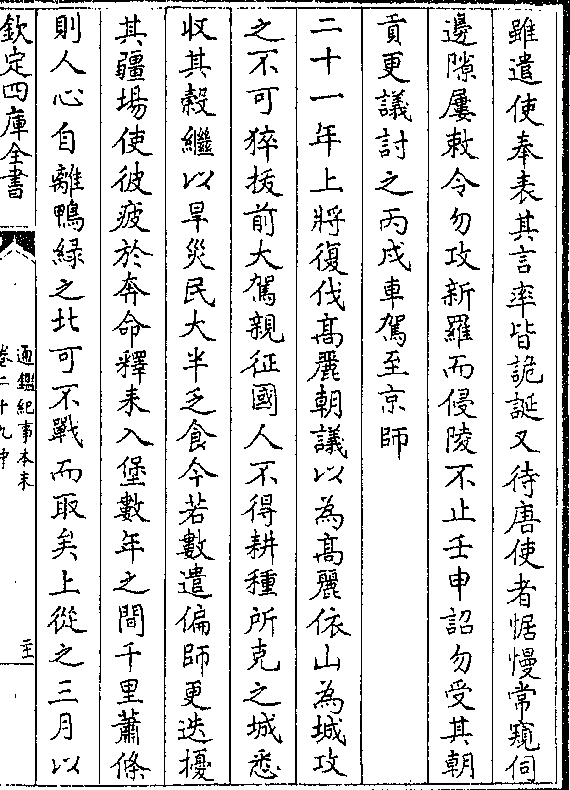 雖遣使奉表其言率皆詭誕又待唐使者倨慢常窺伺
邊隙屢敕令勿攻新羅而侵陵不止壬申詔勿受其朝
貢更議討之丙戌車駕至京師
二十一年上將復伐高麗朝議以為高麗依山為城攻
之不可猝拔前大駕親征國人不得耕種所克之城悉
收其穀繼以旱災民大半乏食今若數遣偏師更迭擾
其疆場使彼疲於奔命釋耒入堡數年之間千里蕭條
則人心自離鴨緑之北可不戰而取矣上從之三月以
欽定四庫全書
通鑑紀事本末
卷二十九中